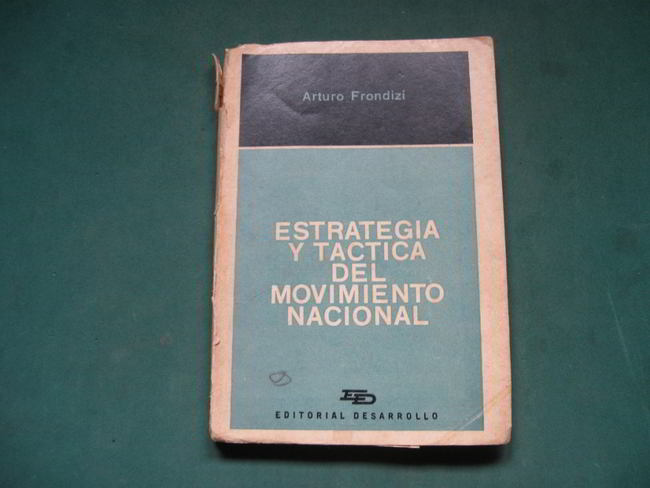 Arturo Frondizi
ESTRATEGIA
Y TACTICA
DEL
MOVIMIENTO
NACIONAL
ED
EDITORIAL DESARROLLO